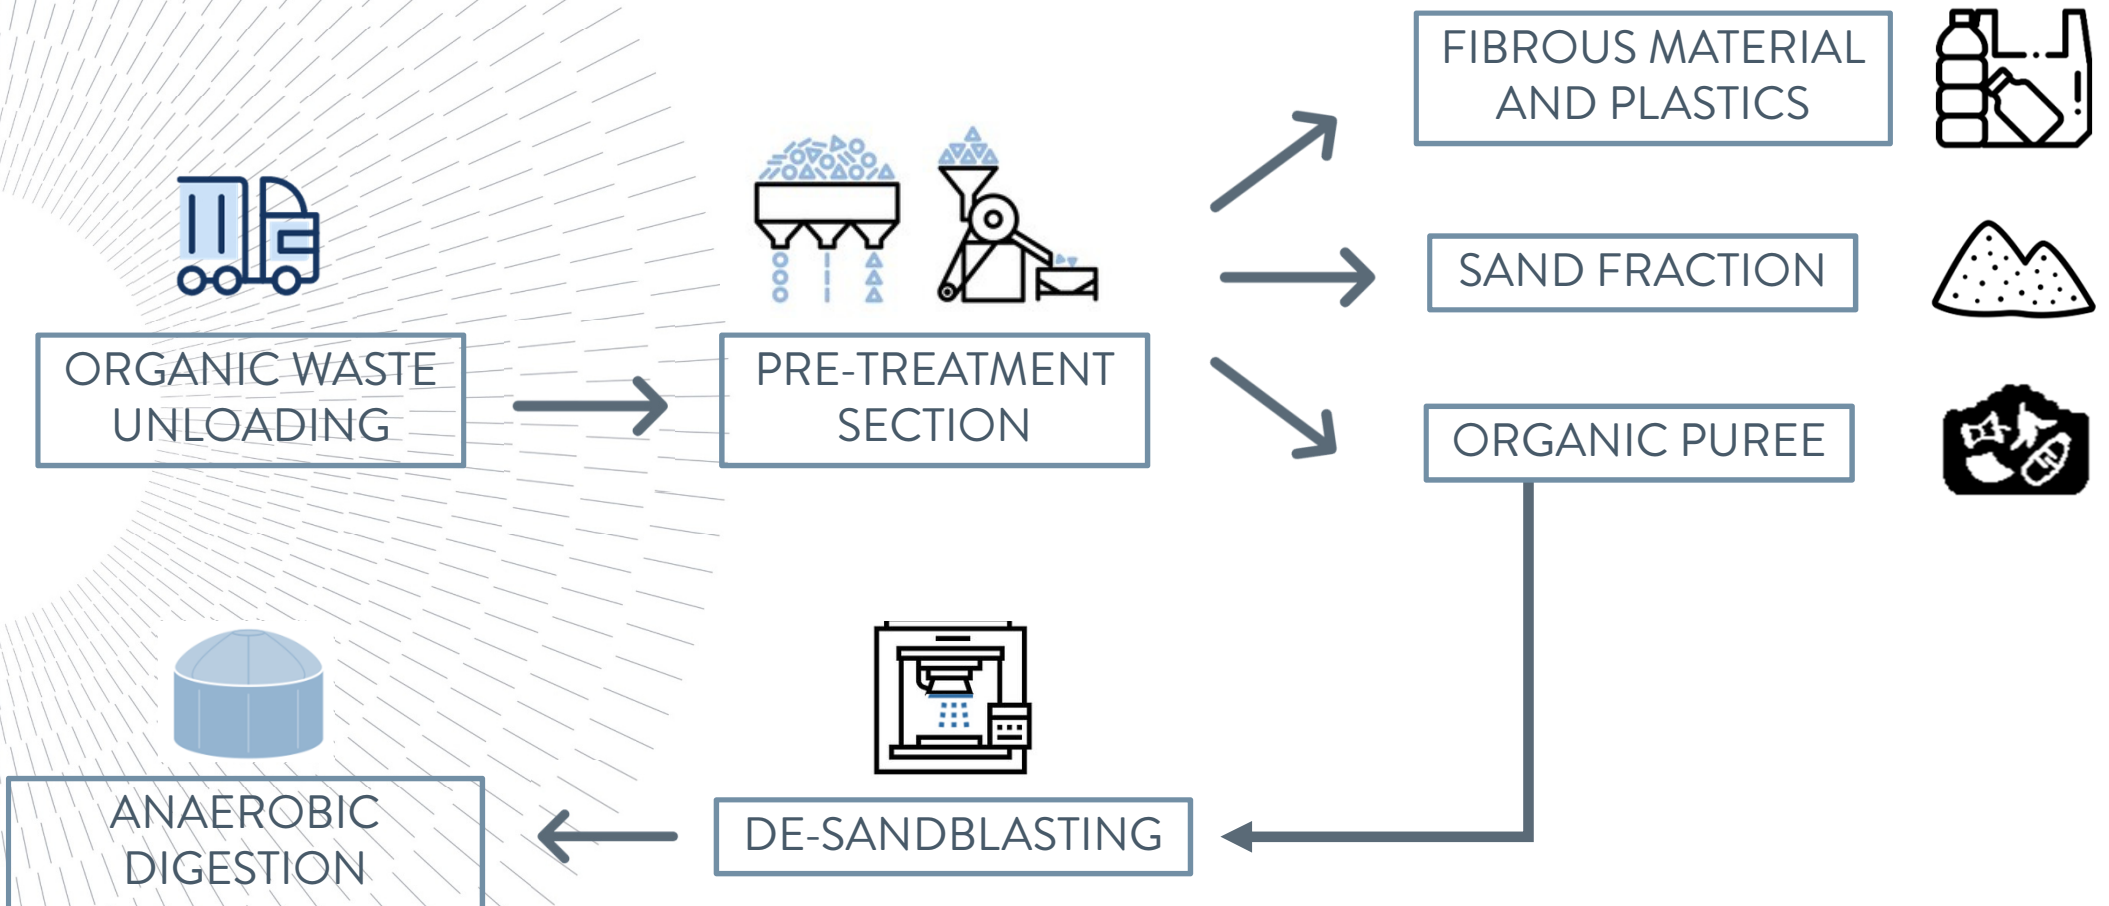 FIBROUS MATERIAL
AND PLASTICS
SAND FRACTION
ORGANIC WASTE
UNLOADING
PRE-TREATMENT
SECTION
ORGANIC PUREE
DE-SANDBLASTING
ANAEROBIC
DIGESTION